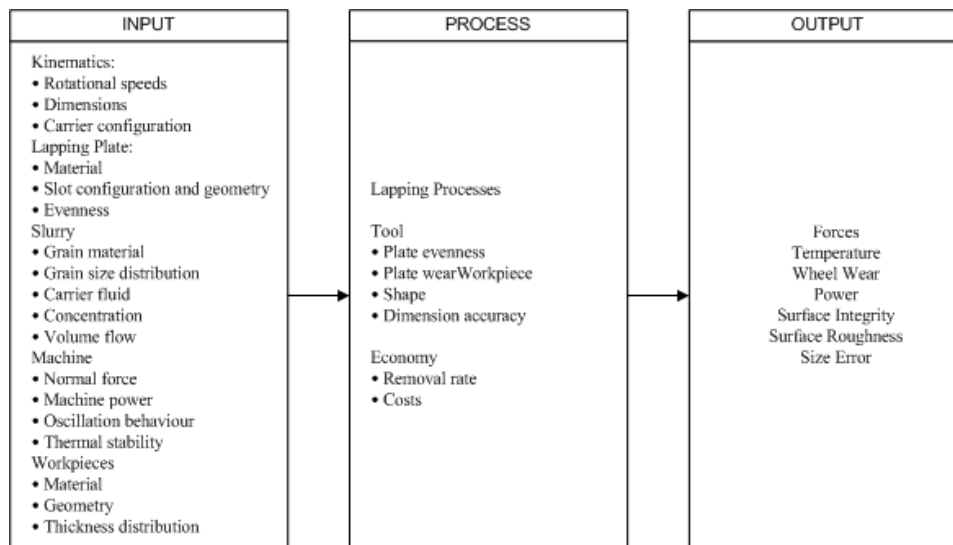 INPUT
Kinematics:
• Rotational speeds
• Dimensions
• Carrier configuration
Lapping Plate:
• Material
• Slot configuration and geometry
• Evenness
Slurry
• Grain material
• Grain size distribution
• Carrier fluid
• Concentration
• Volume flow
Machine
• Normal force
• Machine power
• Oscillation behaviour
• Thermal stability
Workpieces
• Material
• Geometry
• Thickness distribution
PROCESS
Lapping Processes
Tool
• Plate evenness
• Plate wearWorkpiece
• Shape
• Dimension accuracy
Economy
• Removal rate
• Costs
OUTPUT
Forces
Temperature
Wheel Wear
Power
Surface Integrity
Surface Roughness
Size Error